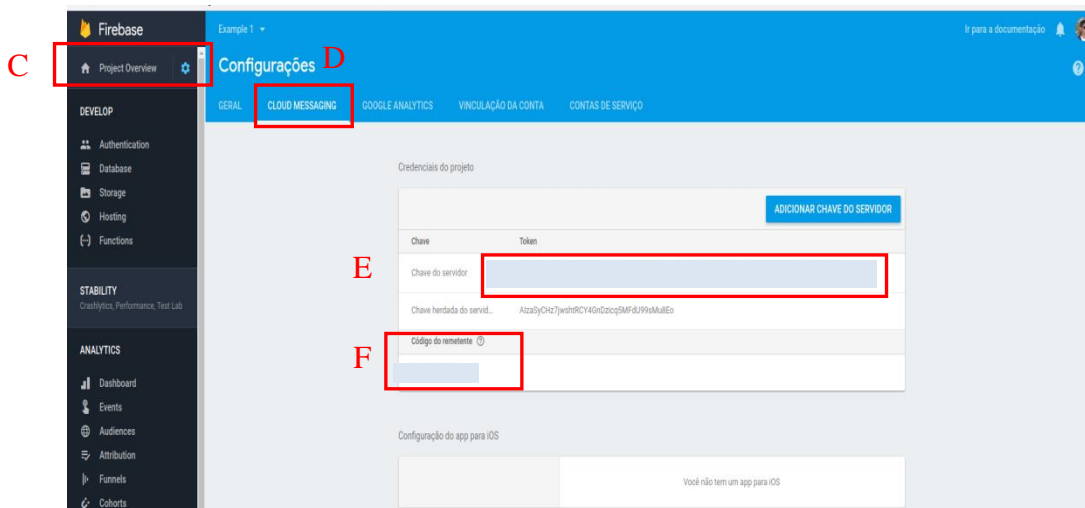 Firebase
Example 1
Ir para a documentação
C
Project Overview
Configurações
D
GERAL
CLOUD MESSAGING
GOOGLE ANALYTICS
VINCULAÇÃO DA CONTA
CONTAS DE SERVIÇO
DEVELOP
Authentication
Database
Storage
Hosting
Functions
STABILITY
Crashlytics, Performance, Test Lab
ANALYTICS
Dashboard
Events
Audiences
Attribution
Funnels
Cohorts
Credenciais do projeto
ADICIONAR CHAVE DO SERVIDOR
Chave Token
E
Chave do servidor
Chave herdada do servid... AIzaSyCHz7jwshtRCY4GnDzicq5MFdU99sMu8Eo
F
Código do remetente
Configuração do app para iOS
Você não tem um app para iOS